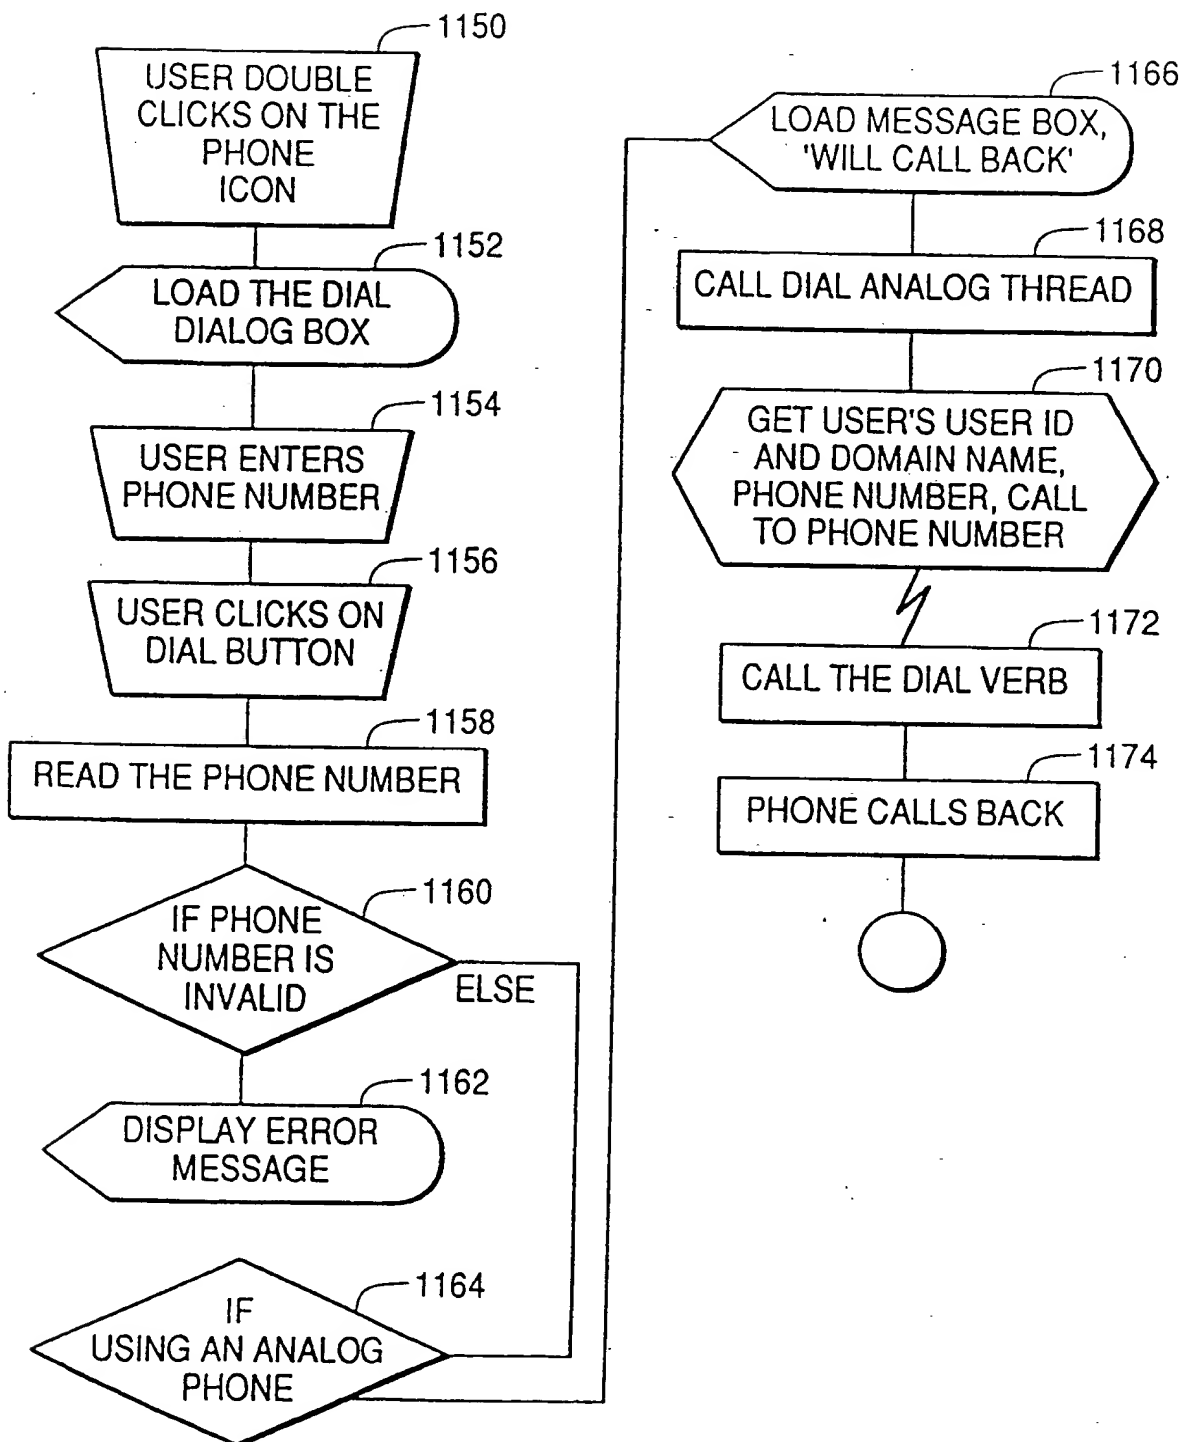 1150
USER DOUBLE
CLICKS ON THE
PHONE
ICON
1152
LOAD THE DIAL
DIALOG BOX
1154
USER ENTERS
PHONE NUMBER
1156
USER CLICKS ON
DIAL BUTTON
1158
READ THE PHONE NUMBER
1160
IF PHONE
NUMBER IS
INVALID
ELSE
1162
DISPLAY ERROR
MESSAGE
1164
IF
USING AN ANALOG
PHONE
1166
LOAD MESSAGE BOX,
'WILL CALL BACK'
1168
CALL DIAL ANALOG THREAD
1170
GET USER'S USER ID
AND DOMAIN NAME,
PHONE NUMBER, CALL
TO PHONE NUMBER
1172
CALL THE DIAL VERB
1174
PHONE CALLS BACK